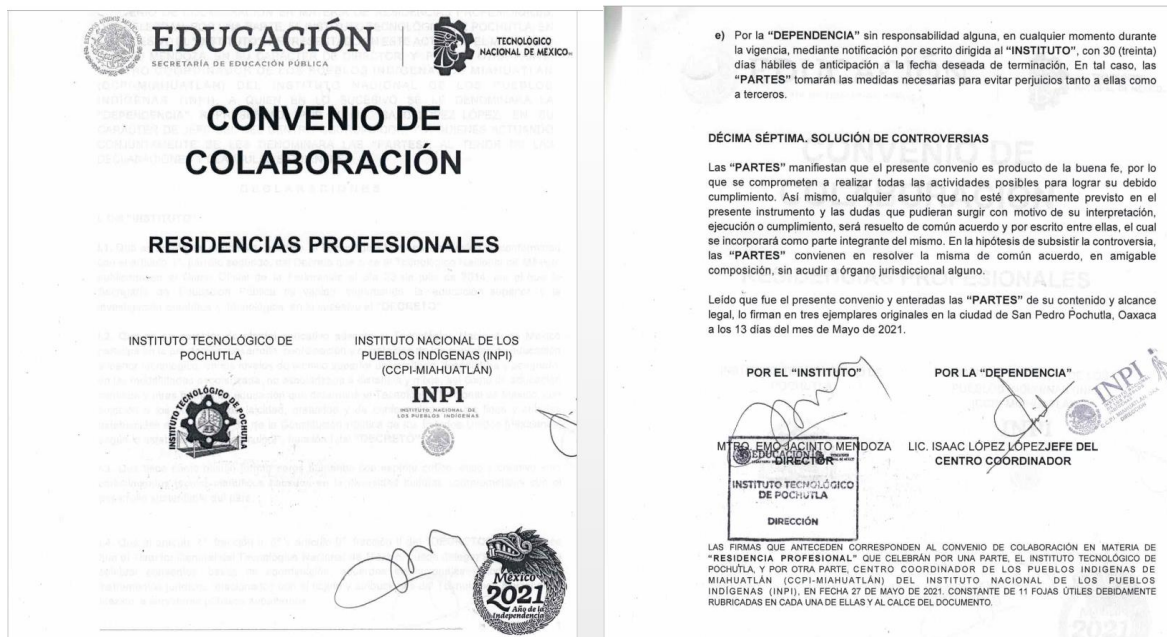 EDUCACIÓN
SECRETARÍA DE EDUCACIÓN PÚBLICA
TECNOLÓGICO
NACIONAL DE MÉXICO
CONVENIO DE
COLABORACIÓN
RESIDENCIAS PROFESIONALES
INSTITUTO TECNOLÓGICO DE
POCHUTLA
INSTITUTO TECNOLÓGICO DE POCHUTLA
INSTITUTO NACIONAL DE LOS
PUEBLOS INDÍGENAS (INPI)
(CCPI-MIAHUATLÁN)
INPI
INSTITUTO NACIONAL DE
LOS PUEBLOS INDÍGENAS
México
2021
Año de la
Independencia
e) Por la “DEPENDENCIA” sin responsabilidad alguna, en cualquier momento durante
la vigencia, mediante notificación por escrito dirigida al “INSTITUTO”, con 30 (treinta)
días hábiles de anticipación a la fecha deseada de terminación, En tal caso, las
“PARTES” tomarán las medidas necesarias para evitar perjuicios tanto a ellas como
a terceros.
DÉCIMA SÉPTIMA. SOLUCIÓN DE CONTROVERSIAS
Las “PARTES” manifiestan que el presente convenio es producto de la buena fe, por lo
que se comprometen a realizar todas las actividades posibles para lograr su debido
cumplimiento. Así mismo, cualquier asunto que no esté expresamente previsto en el
presente instrumento y las dudas que pudieran surgir con motivo de su interpretación,
ejecución o cumplimiento, será resuelto de común acuerdo y por escrito entre ellas, el cual
se incorporará como parte integrante del mismo. En la hipótesis de subsistir la controversia,
las “PARTES” convienen en resolver la misma de común acuerdo, en amigable
composición, sin acudir a órgano jurisdiccional alguno.
Leído que fue el presente convenio y enteradas las “PARTES” de su contenido y alcance
legal, lo firman en tres ejemplares originales en la ciudad de San Pedro Pochutla, Oaxaca
a los 13 días del mes de Mayo de 2021.
POR EL “INSTITUTO”
POR LA “DEPENDENCIA”
INPI
MTRO. EMO JACINTO MENDOZA
DIRECTOR
LIC. ISAAC LÓPEZ LÓPEZJEFE DEL
CENTRO COORDINADOR
EDUCACIÓN
INSTITUTO TECNOLÓGICO
DE POCHUTLA
DIRECCIÓN
LAS FIRMAS QUE ANTECEDEN CORRESPONDEN AL CONVENIO DE COLABORACIÓN EN MATERIA DE
“RESIDENCIA PROFESIONAL” QUE CELEBRÁN POR UNA PARTE, EL INSTITUTO TECNOLÓGICO DE
POCHUTLA, Y POR OTRA PARTE, CENTRO COORDINADOR DE LOS PUEBLOS INDIGENAS DE
MIAHUATLÁN (CCPI-MIAHUATLÁN) DEL INSTITUTO NACIONAL DE LOS PUEBLOS
INDÍGENAS (INPI), EN FECHA 27 DE MAYO DE 2021. CONSTANTE DE 11 FOJAS ÚTILES DEBIDAMENTE
RUBRICADAS EN CADA UNA DE ELLAS Y AL CALCE DEL DOCUMENTO.